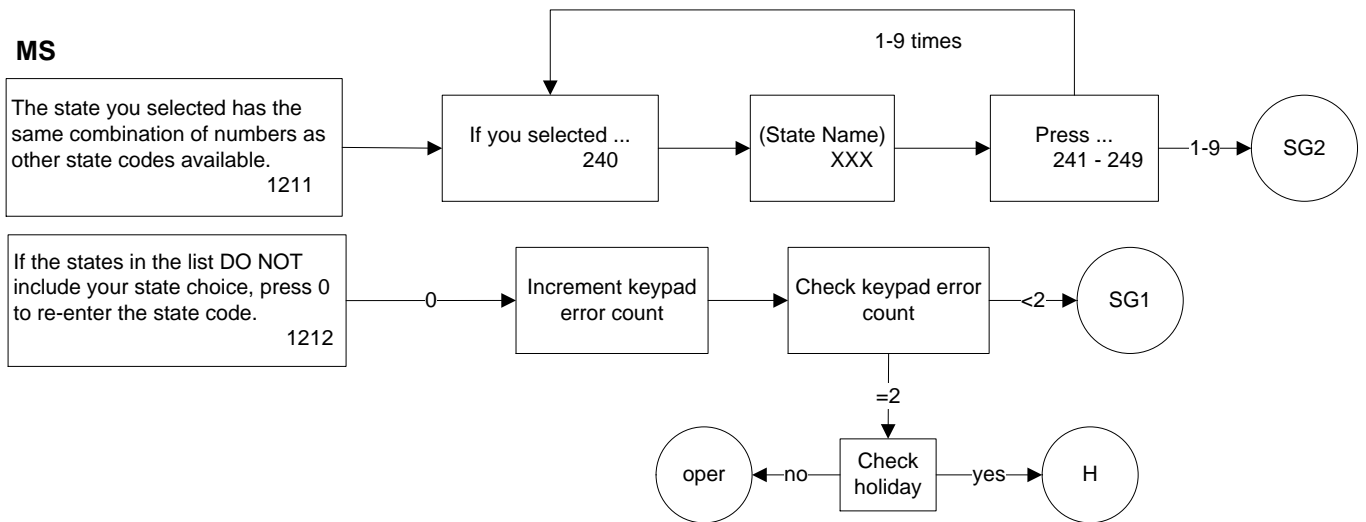 MS
1-9 times
The state you selected has the
same combination of numbers as
other state codes available.
1211
If you selected ...
240
(State Name)
XXX
Press ...
241 - 249
1-9
SG2
If the states in the list DO NOT
include your state choice, press 0
to re-enter the state code.
1212
0
Increment keypad
error count
Check keypad error
count
<2
SG1
=2
oper
no
Check
holiday
yes
H